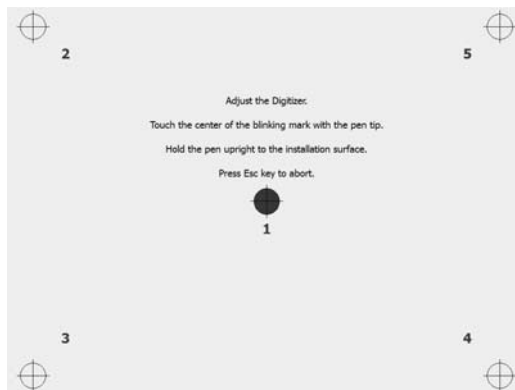 2
5
Adjust the Digitizer.
Touch the center of the blinking mark with the pen tip.
Hold the pen upright to the installation surface.
Press Esc key to abort.
1
3
4